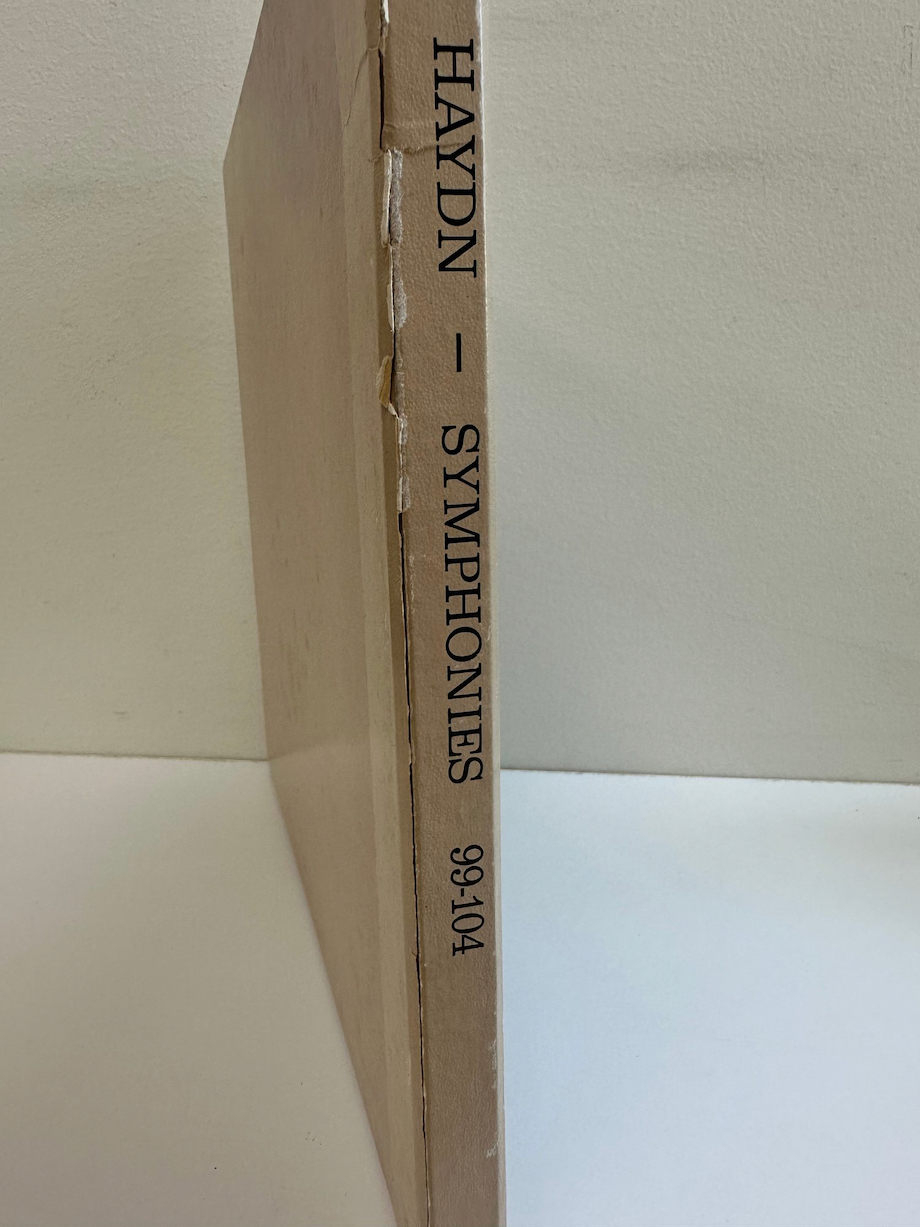 HAYDN – SYMPHONIES 99-104